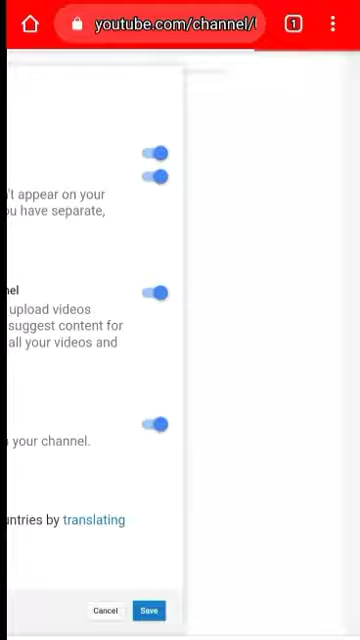 youtube.com/channel/
1
't appear on your
ou have separate,
nel
upload videos
suggest content for
all your videos and
your channel.
untries by translating
Cancel
Save